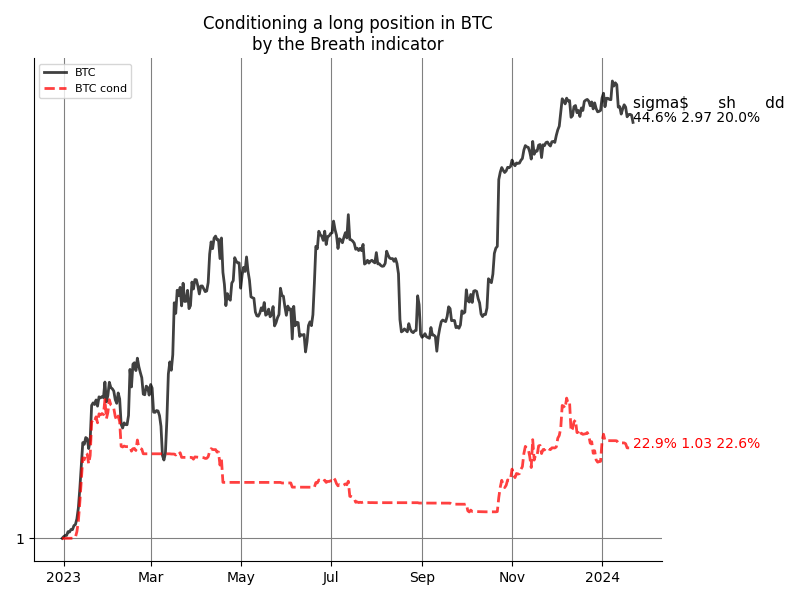 Conditioning a long position in BTC
by the Breath indicator
BTC
BTC cond
sigma$ sh dd
44.6% 2.97 20.0%
22.9% 1.03 22.6%
1
2023 Mar May Jul Sep Nov 2024